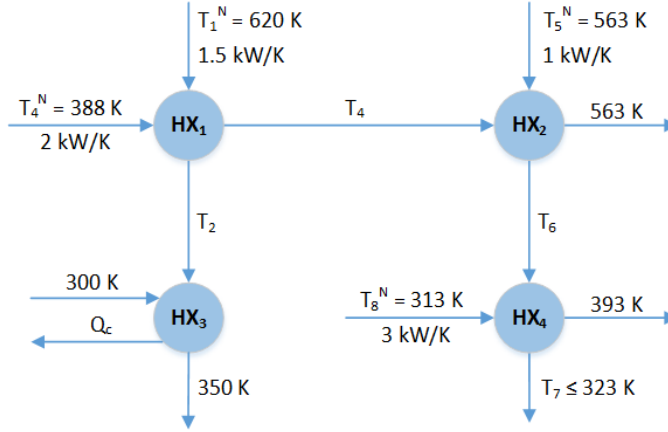 T₁ᴺ = 620 K
1.5 kW/K
T₅ᴺ = 563 K
1 kW/K
T₄ᴺ = 388 K
2 kW/K
HX₁
T₄
HX₂
563 K
T₂
T₆
300 K
Q꜀
HX₃
T₈ᴺ = 313 K
3 kW/K
HX₄
393 K
350 K
T₇ ≤ 323 K